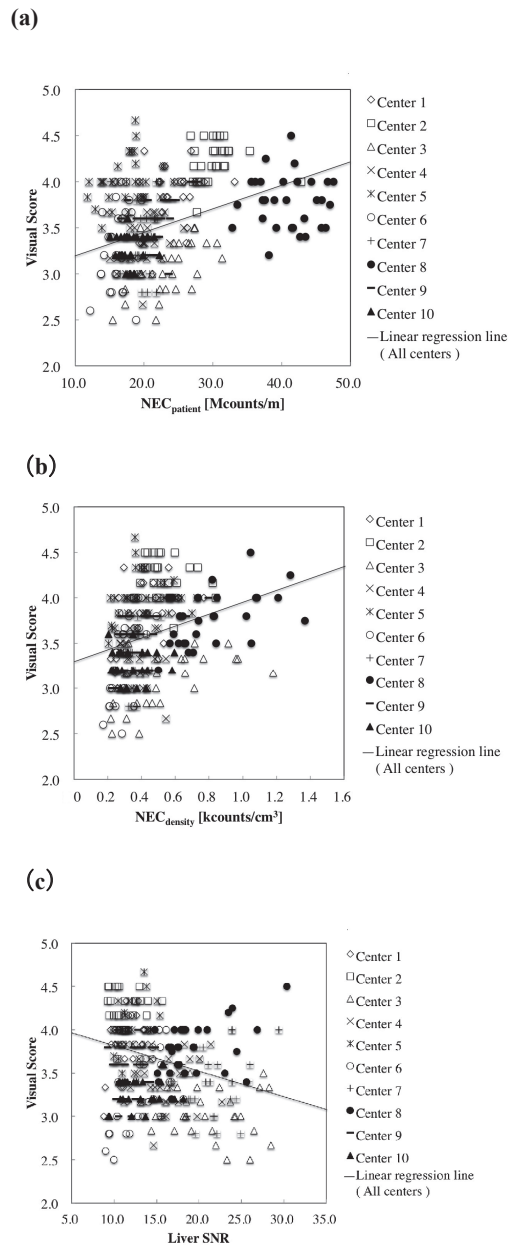 (a)
5.0
4.5
4.0
3.5
3.0
2.5
2.0
Visual Score
10.0 20.0 30.0 40.0 50.0
NECpatient [Mcounts/m]
Center 1
Center 2
Center 3
Center 4
Center 5
Center 6
Center 7
Center 8
Center 9
Center 10
Linear regression line
( All centers )
(b)
5.0
4.5
4.0
3.5
3.0
2.5
2.0
Visual Score
0 0.2 0.4 0.6 0.8 1.0 1.2 1.4 1.6
NECdensity [kcounts/cm³]
Center 1
Center 2
Center 3
Center 4
Center 5
Center 6
Center 7
Center 8
Center 9
Center 10
Linear regression line
( All centers )
(c)
5.0
4.5
4.0
3.5
3.0
2.5
2.0
Visual Score
5.0 10.0 15.0 20.0 25.0 30.0 35.0
Liver SNR
Center 1
Center 2
Center 3
Center 4
Center 5
Center 6
Center 7
Center 8
Center 9
Center 10
Linear regression line
(All centers )